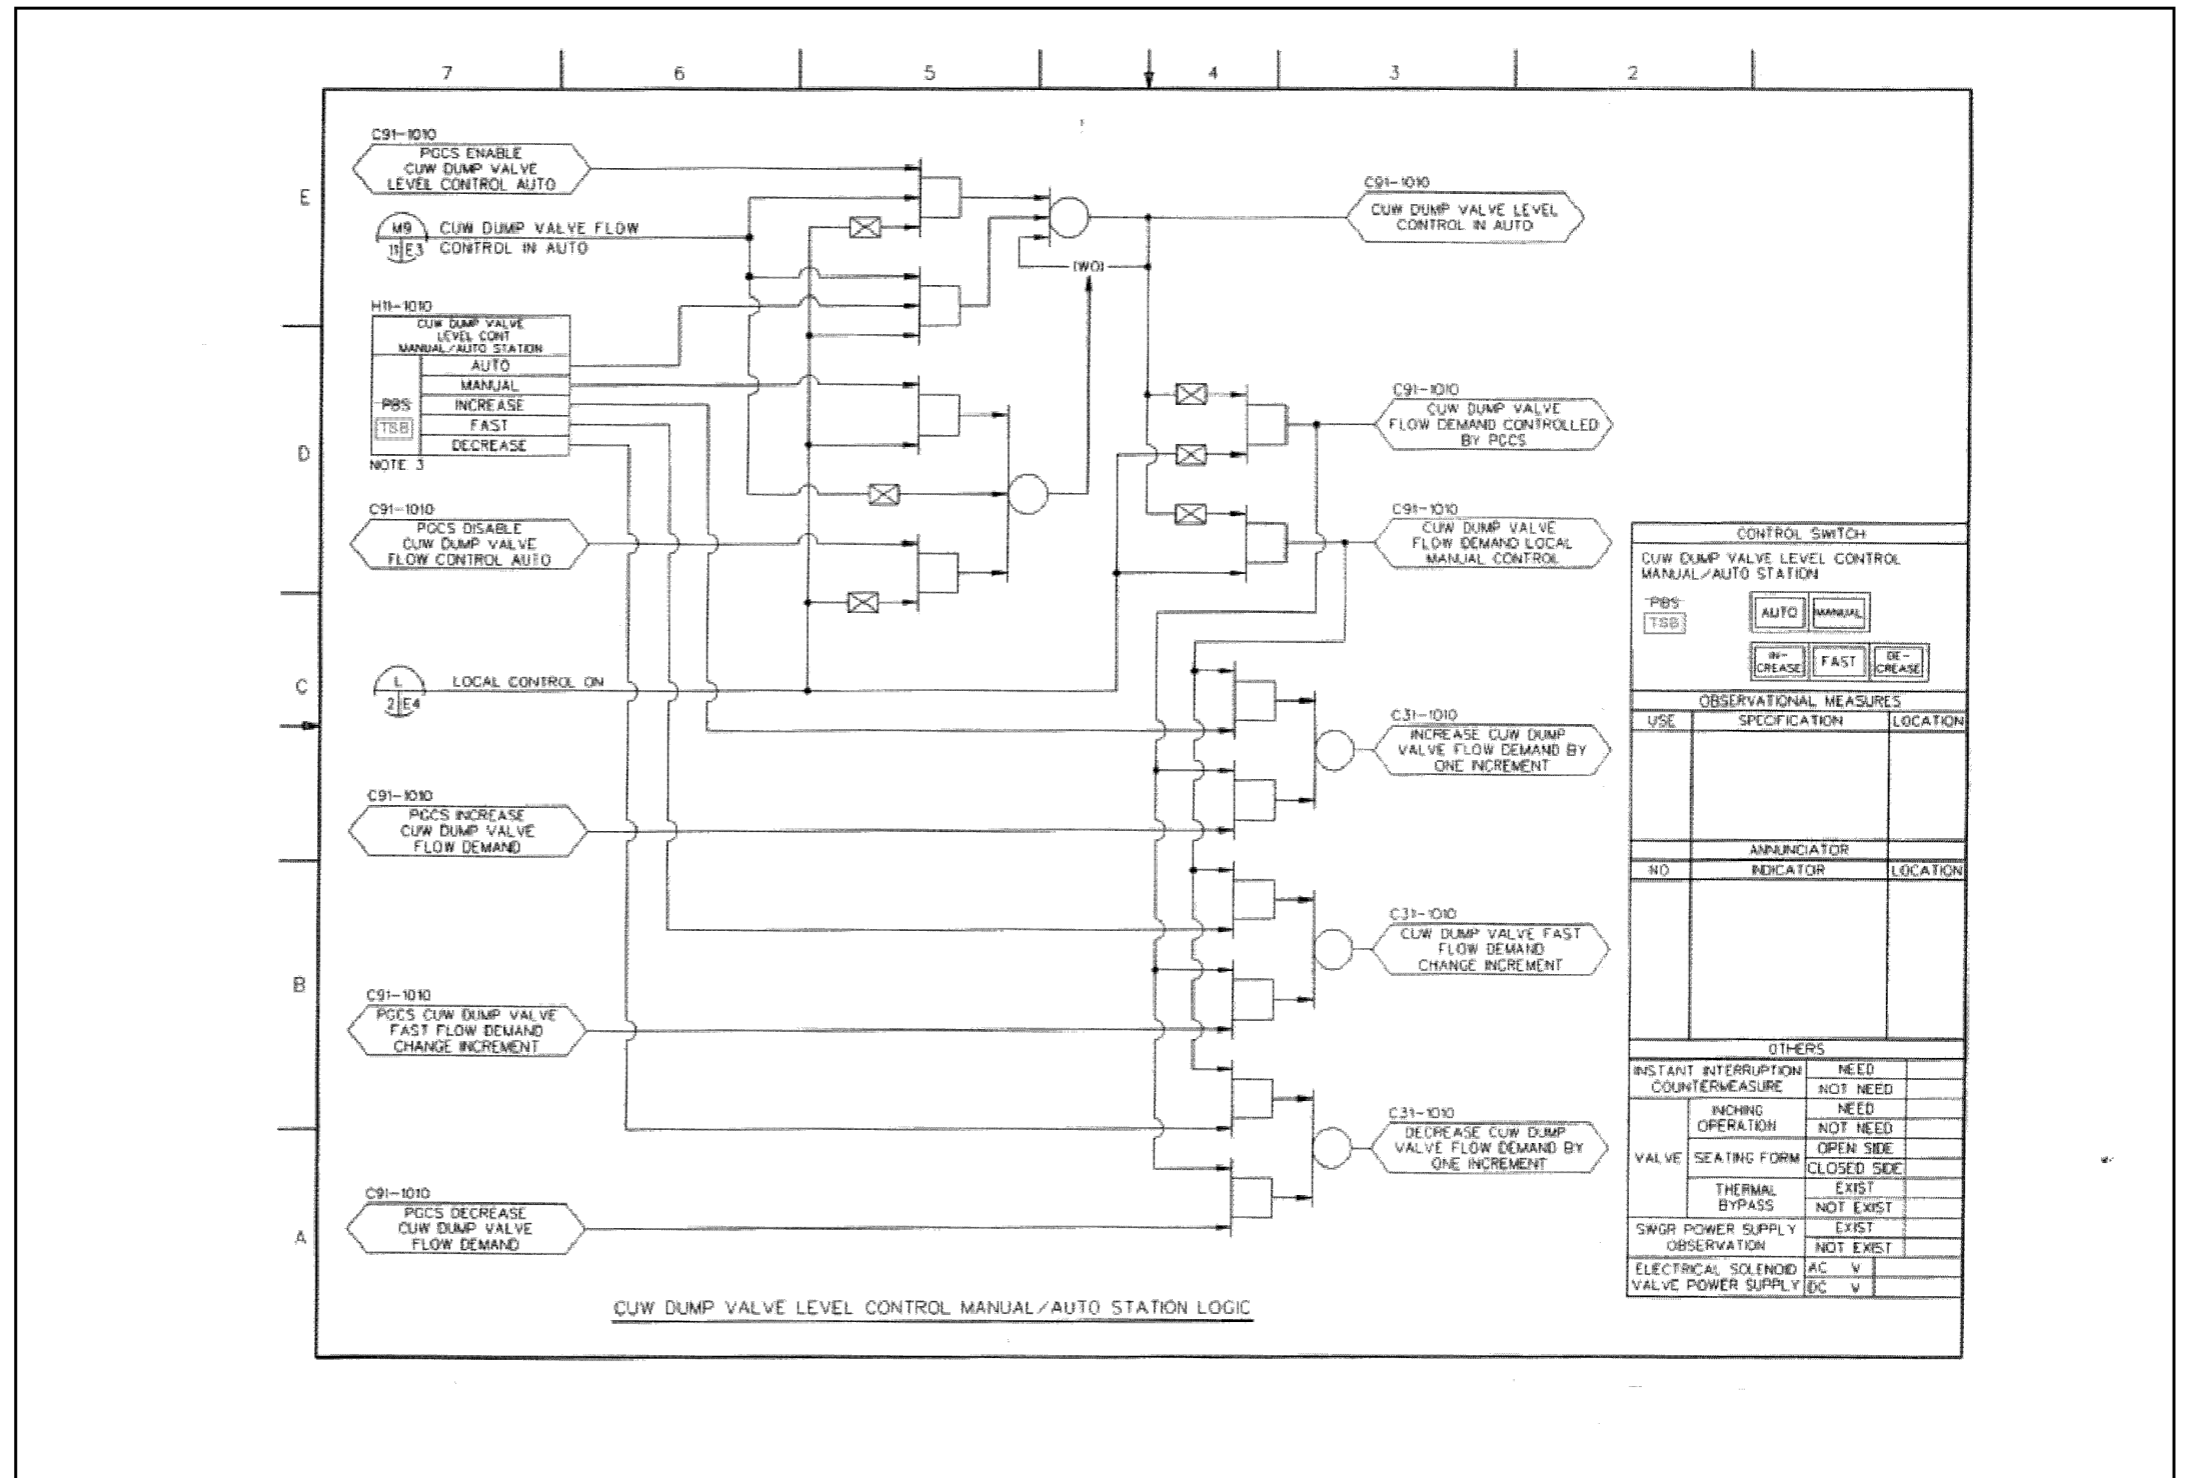 7 6 5 4 3 2
E
D
C
B
A
C91-1010
PGCS ENABLE
CUW DUMP VALVE
LEVEL CONTROL AUTO
M9
11 E3
CUW DUMP VALVE FLOW
CONTROL IN AUTO
H11-1010
CUW DUMP VALVE
LEVEL CONT
MANUAL/AUTO STATION
AUTO
MANUAL
PBS
INCREASE
TSB
FAST
DECREASE
NOTE 3
C91-1010
PGCS DISABLE
CUW DUMP VALVE
FLOW CONTROL AUTO
L
2 E4
LOCAL CONTROL ON
C91-1010
PGCS INCREASE
CUW DUMP VALVE
FLOW DEMAND
C91-1010
PGCS CUW DUMP VALVE
FAST FLOW DEMAND
CHANGE INCREMENT
C91-1010
PGCS DECREASE
CUW DUMP VALVE
FLOW DEMAND
(WO)
C91-1010
CUW DUMP VALVE LEVEL
CONTROL IN AUTO
C91-1010
CUW DUMP VALVE
FLOW DEMAND CONTROLLED
BY PGCS
C91-1010
CUW DUMP VALVE
FLOW DEMAND LOCAL
MANUAL CONTROL
C31-1010
INCREASE CUW DUMP
VALVE FLOW DEMAND BY
ONE INCREMENT
C31-1010
CUW DUMP VALVE FAST
FLOW DEMAND
CHANGE INCREMENT
C31-1010
DECREASE CUW DUMP
VALVE FLOW DEMAND BY
ONE INCREMENT
CONTROL SWITCH
CUW DUMP VALVE LEVEL CONTROL
MANUAL/AUTO STATION
PBS
TSB
AUTO MANUAL
IN-
CREASE
FAST
DE-
CREASE
OBSERVATIONAL MEASURES
USE SPECIFICATION LOCATION
ANNUNCIATOR
NO INDICATOR LOCATION
OTHERS
INSTANT INTERRUPTION
COUNTERMEASURE
NEED
NOT NEED
VALVE
INCHING
OPERATION
NEED
NOT NEED
SEATING FORM
OPEN SIDE
CLOSED SIDE
THERMAL
BYPASS
EXIST
NOT EXIST
SWGR POWER SUPPLY
OBSERVATION
EXIST
NOT EXIST
ELECTRICAL SOLENOID
VALVE POWER SUPPLY
AC V
DC V
CUW DUMP VALVE LEVEL CONTROL MANUAL/AUTO STATION LOGIC